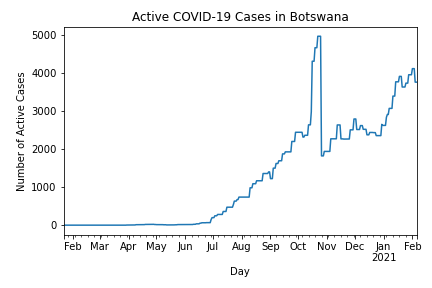 Active COVID-19 Cases in Botswana
Number of Active Cases
5000
4000
3000
2000
1000
0
Feb Mar Apr May Jun Jul Aug Sep Oct Nov Dec Jan Feb
2021
Day